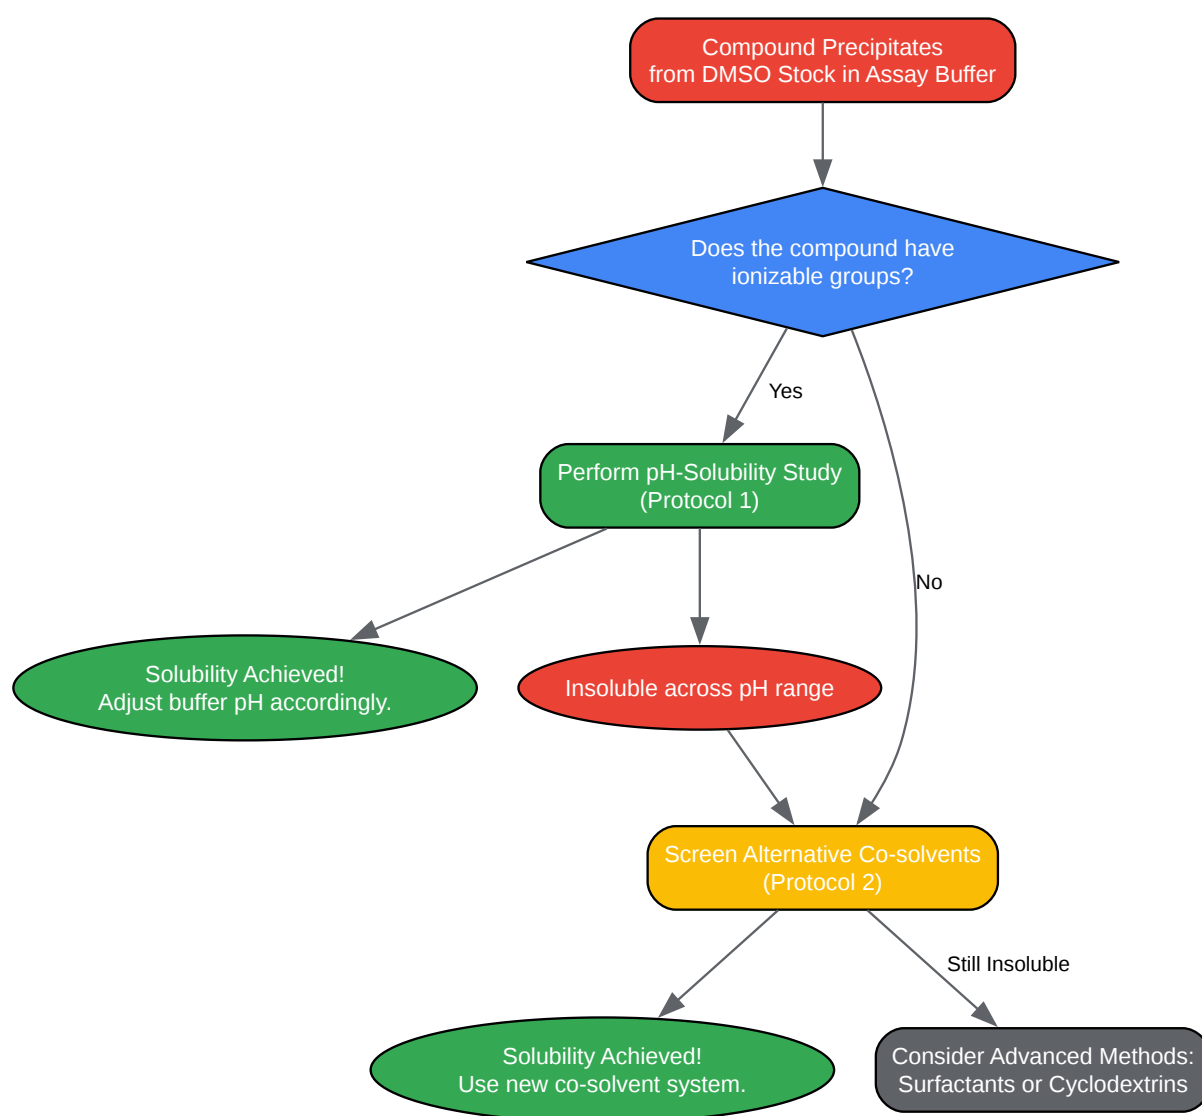 Compound Precipitates
from DMSO Stock in Assay Buffer
Does the compound have
ionizable groups?
Yes
Perform pH-Solubility Study
(Protocol 1)
No
Solubility Achieved!
Adjust buffer pH accordingly.
Insoluble across pH range
Screen Alternative Co-solvents
(Protocol 2)
Still Insoluble
Solubility Achieved!
Use new co-solvent system.
Consider Advanced Methods:
Surfactants or Cyclodextrins